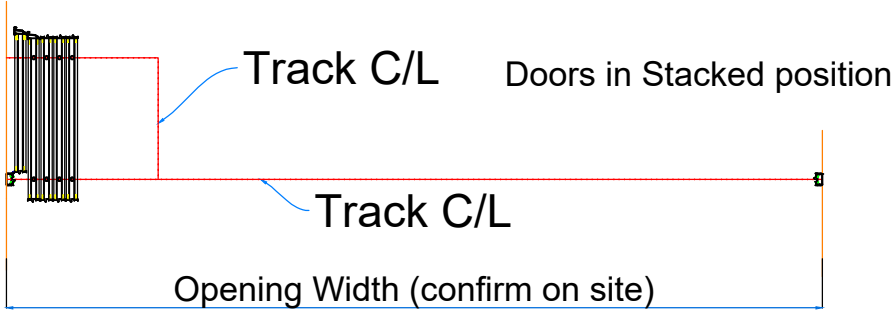 Track C/L
Doors in Stacked position
Track C/L
Opening Width (confirm on site)